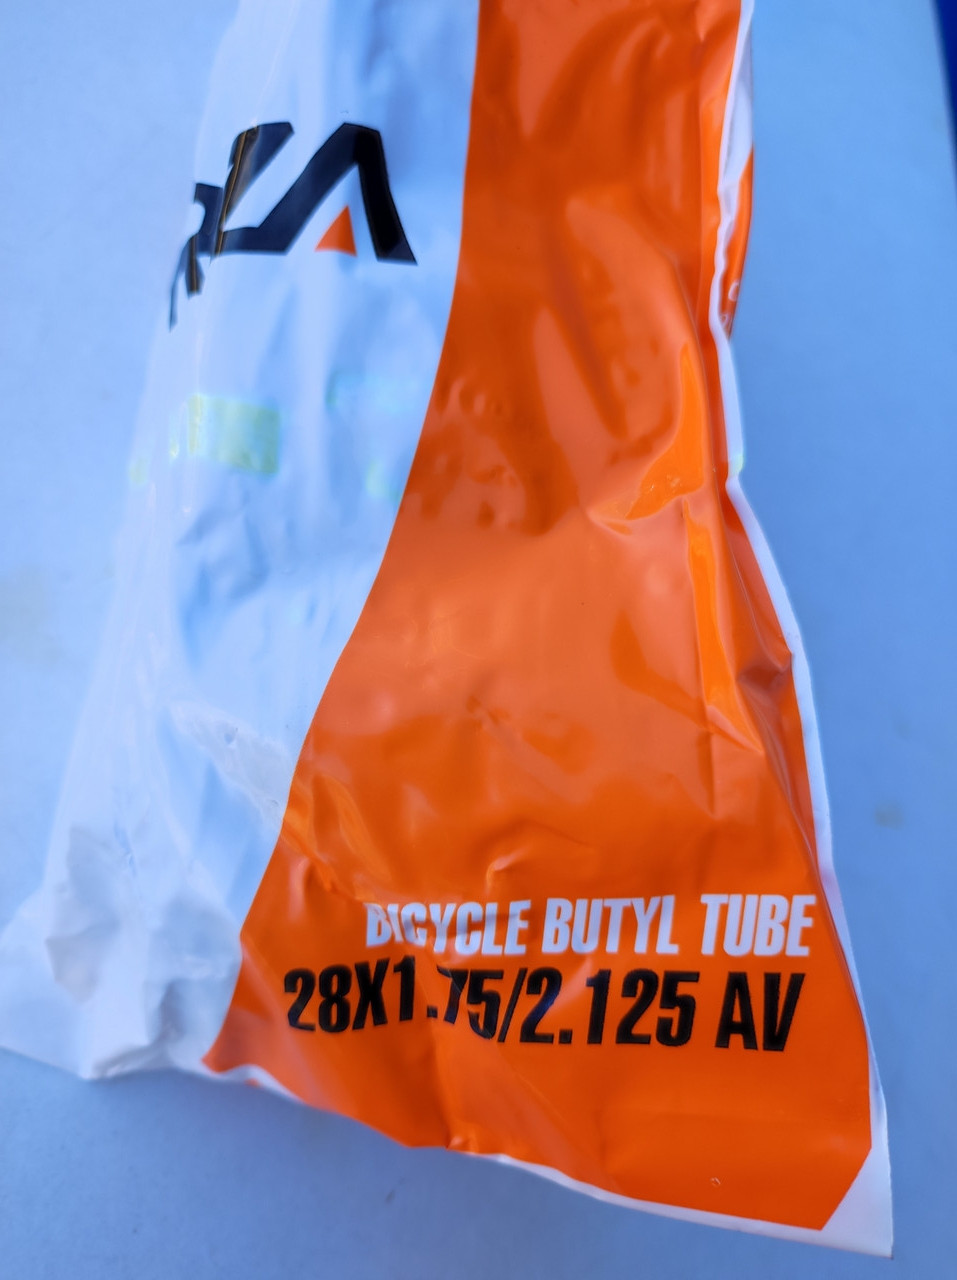 BICYCLE BUTYL TUBE
28X1.75/2.125 AV